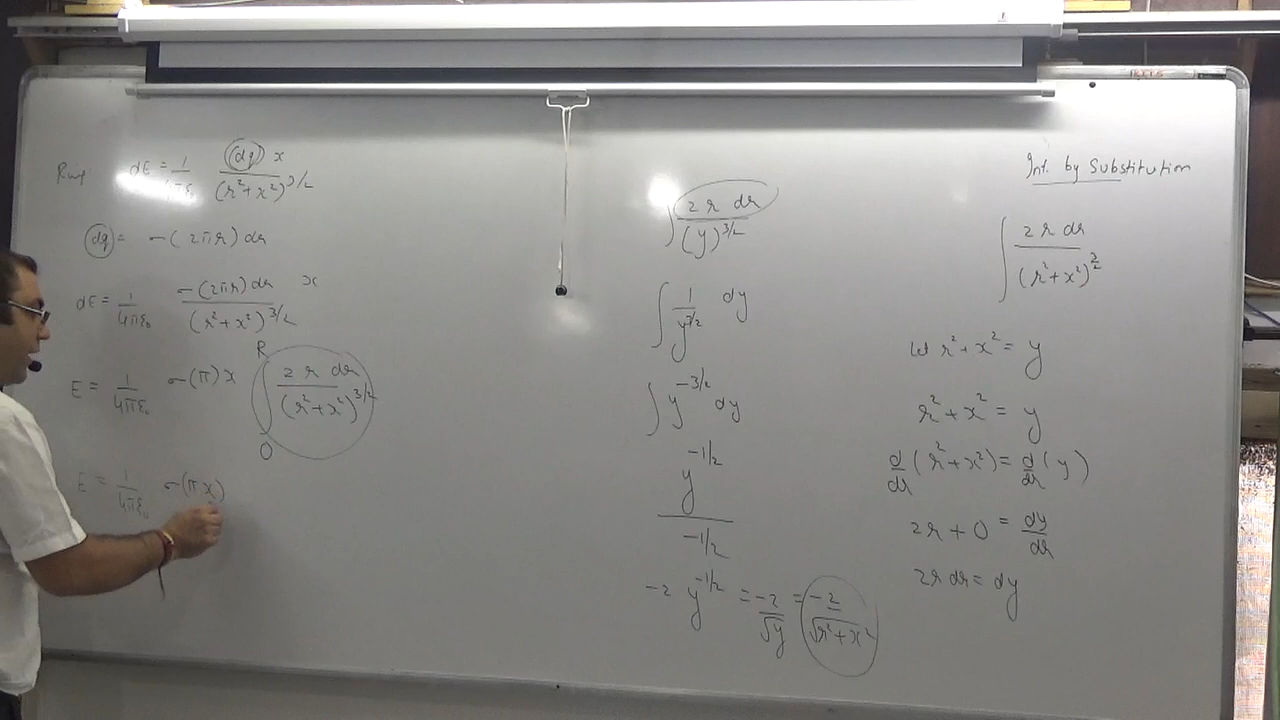 Ring dE = 1/4πε₀ (dq) x/(r²+x²)^3/2
dq = σ(2πr)dr
dE = 1/4πε₀ σ(2πr)dr x/(r²+x²)^3/2
E = 1/4πε₀ σ(π)x ∫₀^R 2r dr/(r²+x²)^3/2
E = 1/4πε₀ σ(πx)
∫ 2r dr/(y)^3/2
∫ 1/y^3/2 dy
∫ y^-3/2 dy
y^-1/2/-1/2
-2 y^-1/2 = -2/√y = -2/√r²+x²
Int. by Substitution
∫ 2r dr/(r²+x²)^3/2
Let r²+x² = y
r²+x² = y
d/dr (r²+x²) = d/dr (y)
2r + 0 = dy/dr
2r dr = dy